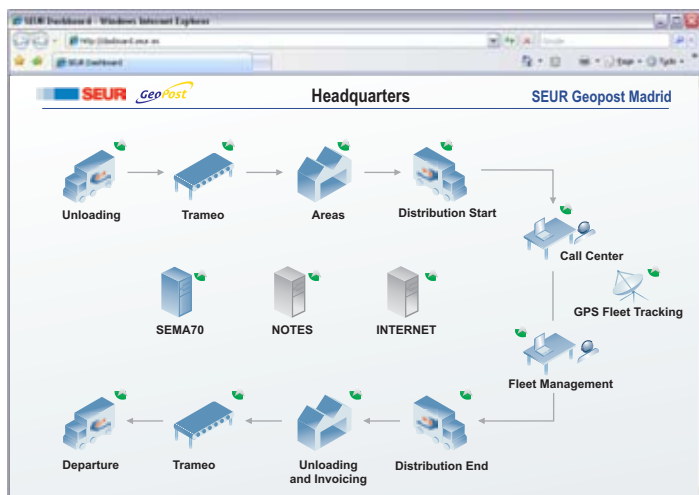 SEUR Dashboard - Windows Internet Explorer
SEUR Dashboard
SEUR GeoPost
Headquarters
SEUR Geopost Madrid
Unloading
Trameo
Areas
Distribution Start
Call Center
SEMA70
NOTES
INTERNET
GPS Fleet Tracking
Fleet Management
Departure
Trameo
Unloading
and Invoicing
Distribution End